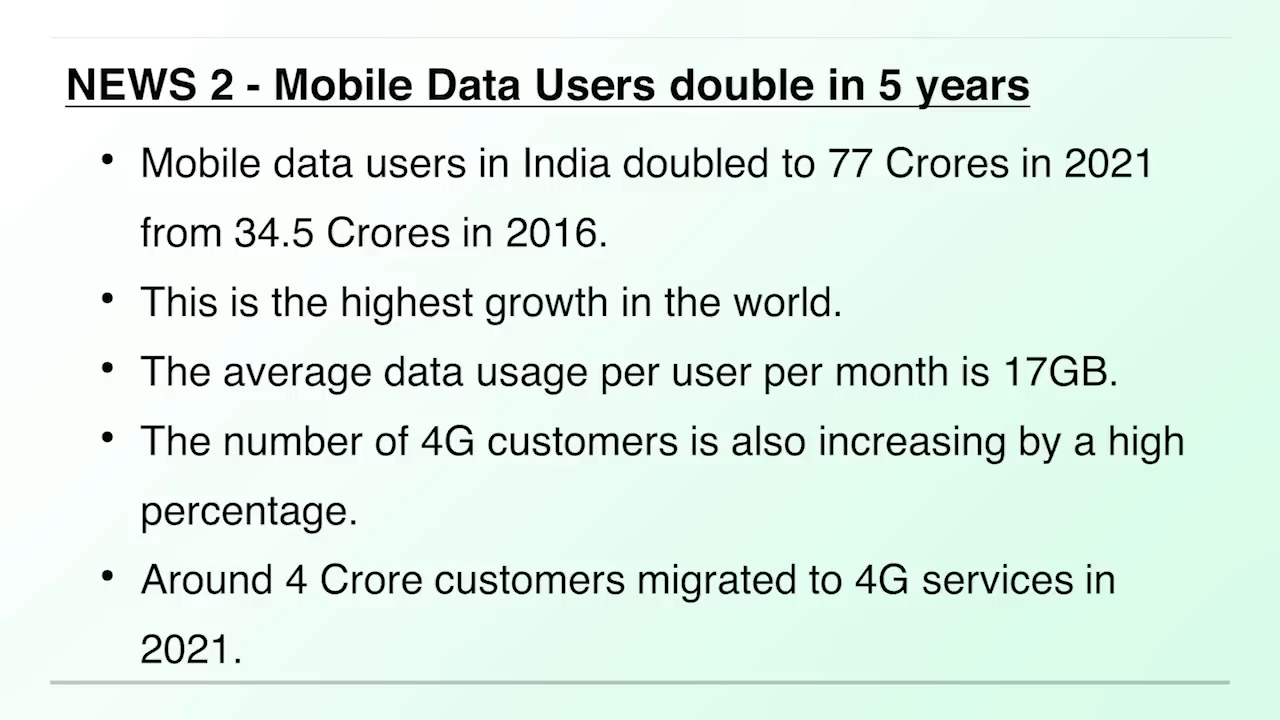 NEWS 2 - Mobile Data Users double in 5 years
• Mobile data users in India doubled to 77 Crores in 2021
from 34.5 Crores in 2016.
• This is the highest growth in the world.
• The average data usage per user per month is 17GB.
• The number of 4G customers is also increasing by a high
percentage.
• Around 4 Crore customers migrated to 4G services in
2021.